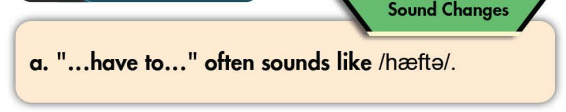 Sound Changes
a. "...have to..." often sounds like /hæftə/.